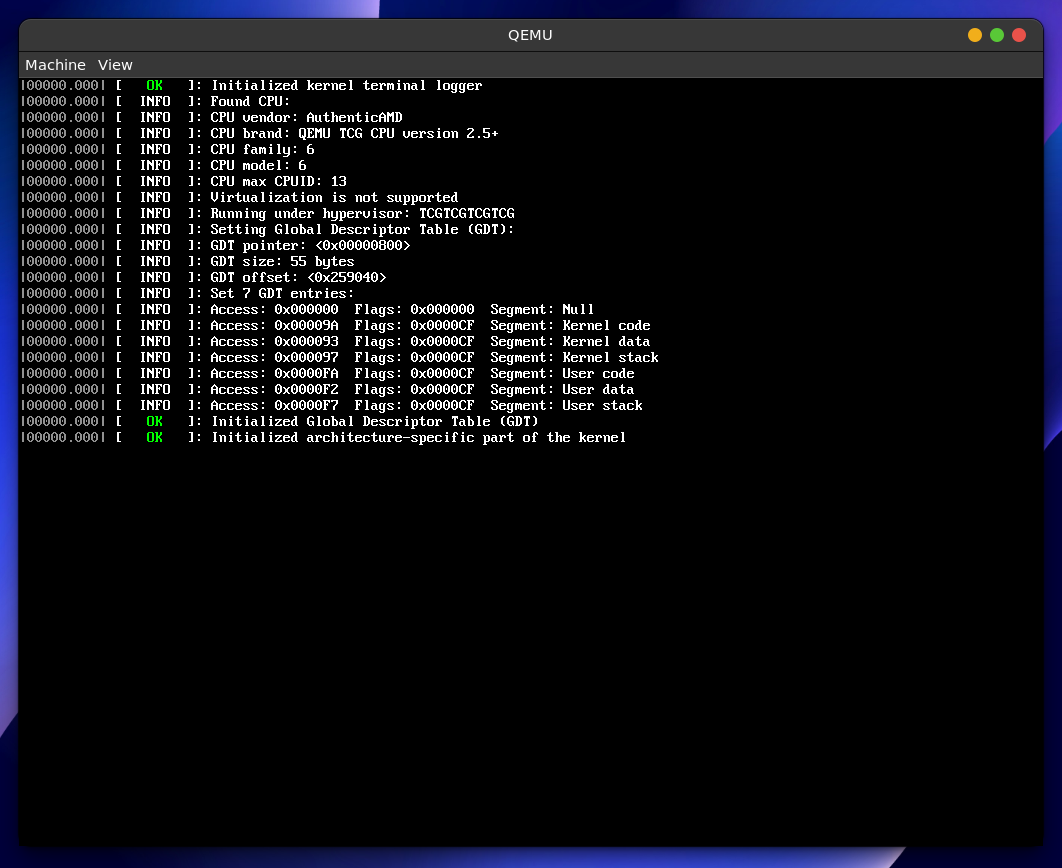 QEMU
Machine View
|00000.000| [   OK   ]: Initialized kernel terminal logger
|00000.000| [  INFO  ]: Found CPU:
|00000.000| [  INFO  ]: CPU vendor: AuthenticAMD
|00000.000| [  INFO  ]: CPU brand: QEMU TCG CPU version 2.5+
|00000.000| [  INFO  ]: CPU family: 6
|00000.000| [  INFO  ]: CPU model: 6
|00000.000| [  INFO  ]: CPU max CPUID: 13
|00000.000| [  INFO  ]: Virtualization is not supported
|00000.000| [  INFO  ]: Running under hypervisor: TCGTCGTCGTCG
|00000.000| [  INFO  ]: Setting Global Descriptor Table (GDT):
|00000.000| [  INFO  ]: GDT pointer: <0x00000800>
|00000.000| [  INFO  ]: GDT size: 55 bytes
|00000.000| [  INFO  ]: GDT offset: <0x259040>
|00000.000| [  INFO  ]: Set 7 GDT entries:
|00000.000| [  INFO  ]: Access: 0x000000  Flags: 0x000000  Segment: Null
|00000.000| [  INFO  ]: Access: 0x00009A  Flags: 0x0000CF  Segment: Kernel code
|00000.000| [  INFO  ]: Access: 0x000093  Flags: 0x0000CF  Segment: Kernel data
|00000.000| [  INFO  ]: Access: 0x000097  Flags: 0x0000CF  Segment: Kernel stack
|00000.000| [  INFO  ]: Access: 0x0000FA  Flags: 0x0000CF  Segment: User code
|00000.000| [  INFO  ]: Access: 0x0000F2  Flags: 0x0000CF  Segment: User data
|00000.000| [  INFO  ]: Access: 0x0000F7  Flags: 0x0000CF  Segment: User stack
|00000.000| [   OK   ]: Initialized Global Descriptor Table (GDT)
|00000.000| [   OK   ]: Initialized architecture-specific part of the kernel